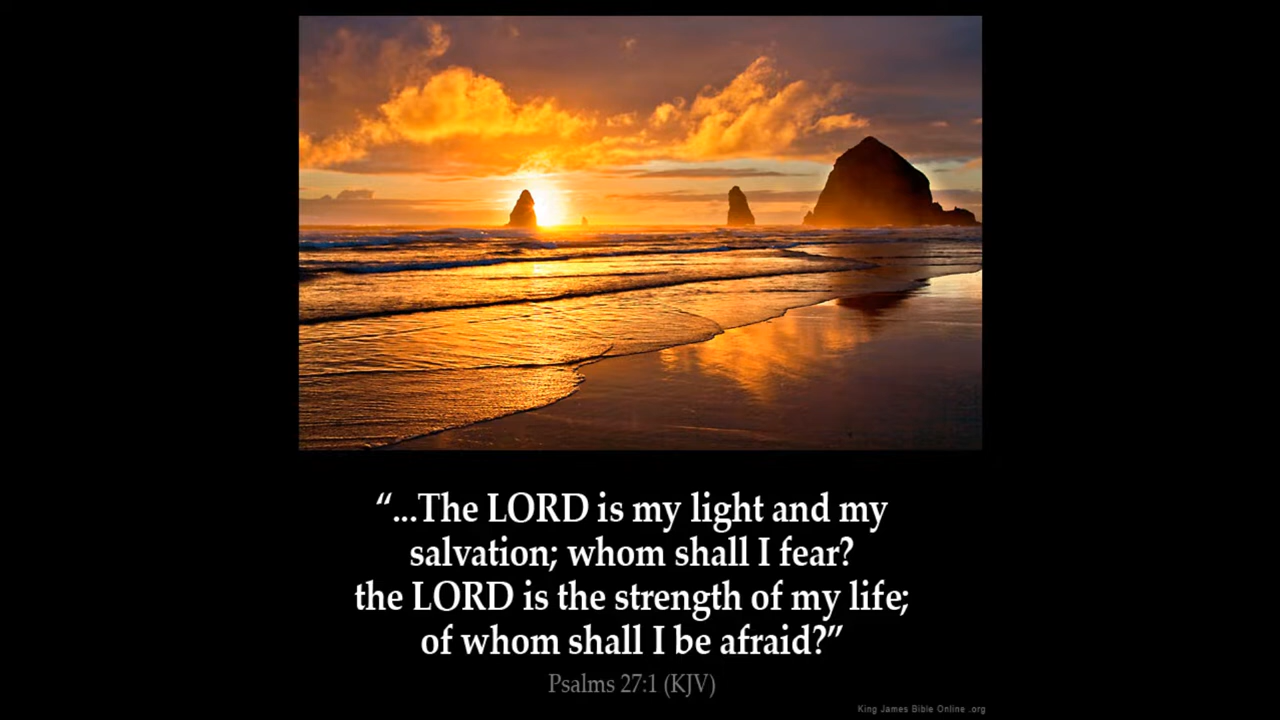 “...The LORD is my light and my
salvation; whom shall I fear?
the LORD is the strength of my life;
of whom shall I be afraid?”
Psalms 27:1 (KJV)
King James Bible Online .org